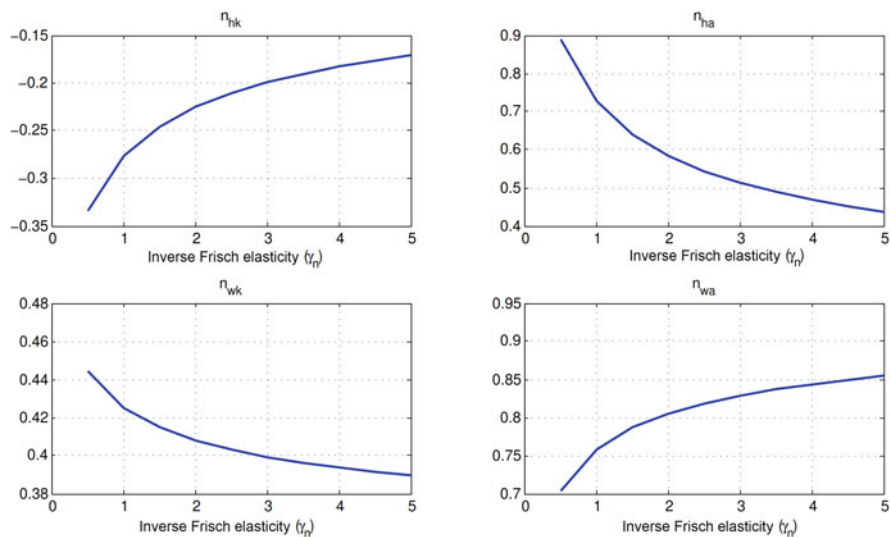 n_hk
−0.15
−0.2
−0.25
−0.3
−0.35
0 1 2 3 4 5
Inverse Frisch elasticity (γ_n)
n_ha
0.9
0.8
0.7
0.6
0.5
0.4
0 1 2 3 4 5
Inverse Frisch elasticity (γ_n)
n_wk
0.48
0.46
0.44
0.42
0.4
0.38
0 1 2 3 4 5
Inverse Frisch elasticity (γ_n)
n_wa
0.95
0.9
0.85
0.8
0.75
0.7
0 1 2 3 4 5
Inverse Frisch elasticity (γ_n)